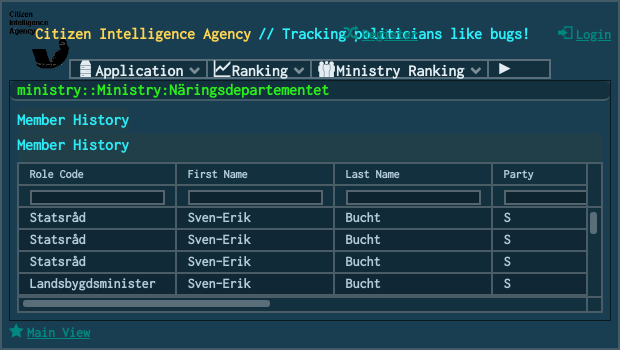 Citizen
Intelligence
Agency
Citizen Intelligence Agency // Tracking politicians like bugs!
Register
Login
Application
Ranking
Ministry Ranking
ministry::Ministry:Näringsdepartementet
Member History
Member History
Role Code First Name Last Name Party
Statsråd Sven-Erik Bucht S
Statsråd Sven-Erik Bucht S
Statsråd Sven-Erik Bucht S
Landsbygdsminister Sven-Erik Bucht S
Main View